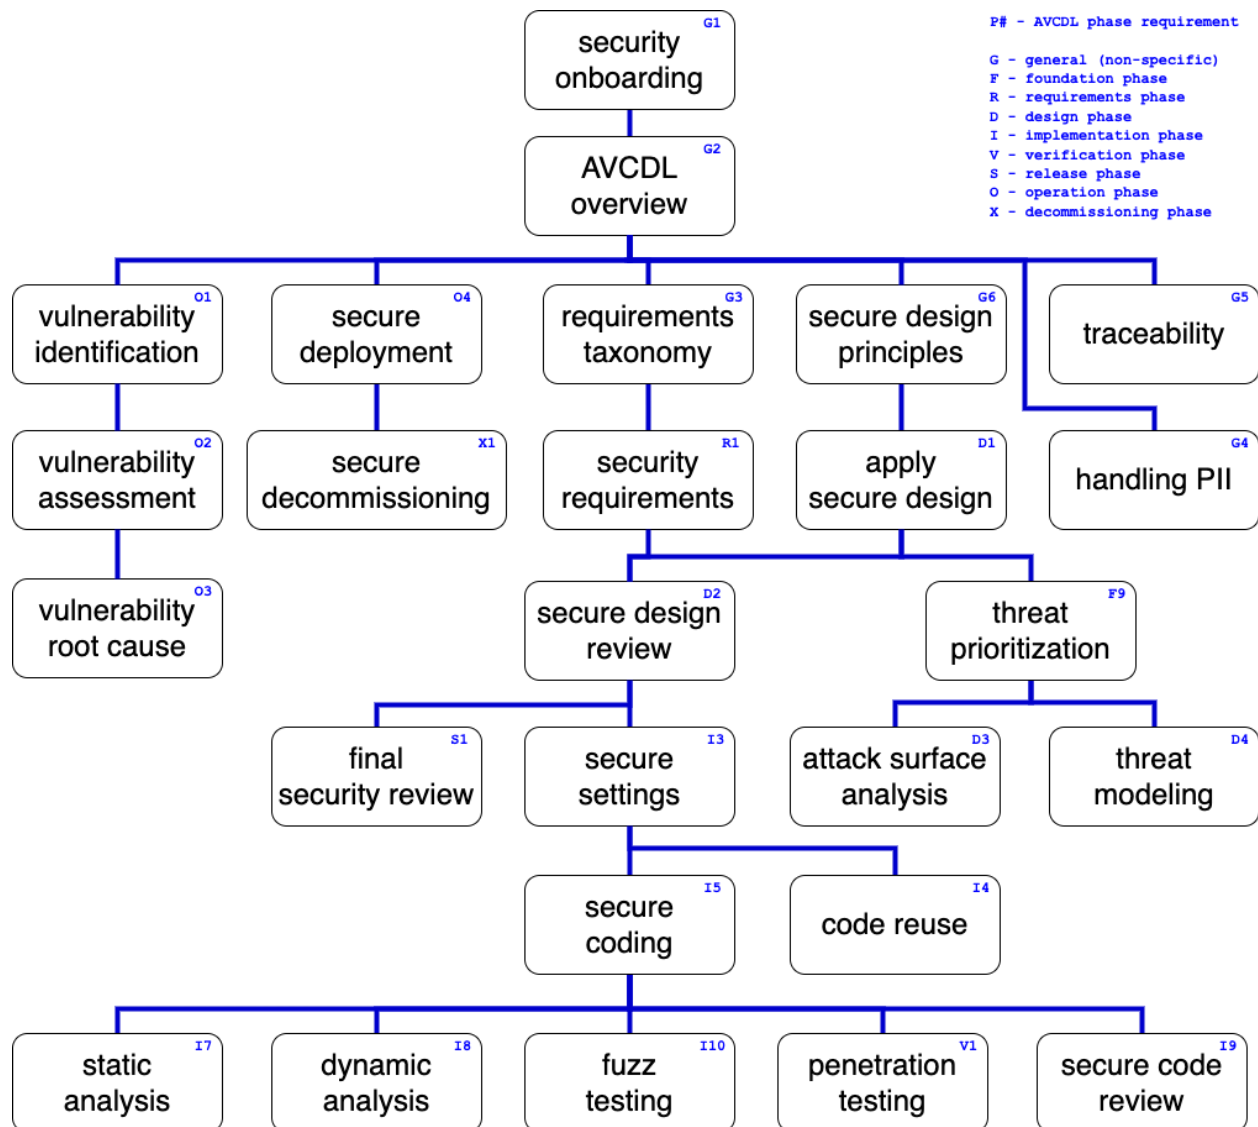 G1
security
onboarding
P# - AVCDL phase requirement
G - general (non-specific)
F - foundation phase
R - requirements phase
D - design phase
I - implementation phase
V - verification phase
S - release phase
O - operation phase
X - decommissioning phase
G2
AVCDL
overview
O1
vulnerability
identification
O4
secure
deployment
G3
requirements
taxonomy
G6
secure design
principles
G5
traceability
O2
vulnerability
assessment
X1
secure
decommissioning
R1
security
requirements
D1
apply
secure design
G4
handling PII
O3
vulnerability
root cause
D2
secure design
review
F9
threat
prioritization
S1
final
security review
I3
secure
settings
D3
attack surface
analysis
D4
threat
modeling
I5
secure
coding
I4
code reuse
I7
static
analysis
I8
dynamic
analysis
I10
fuzz
testing
V1
penetration
testing
I9
secure code
review